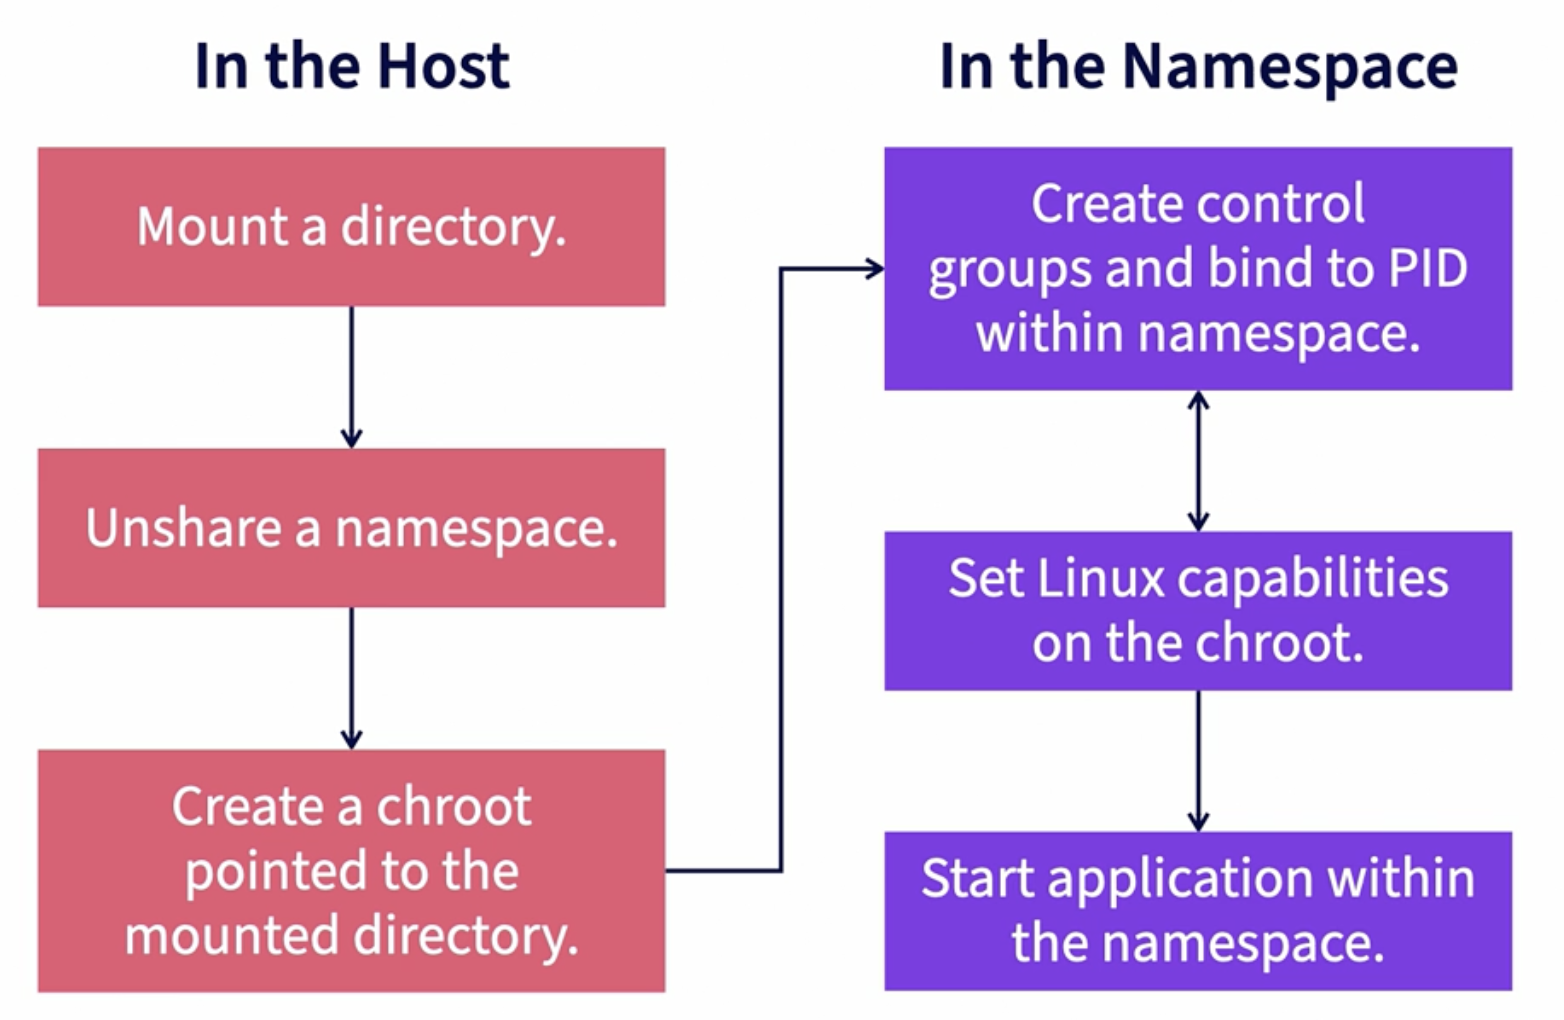 In the Host
Mount a directory.
Unshare a namespace.
Create a chroot
pointed to the
mounted directory.
In the Namespace
Create control
groups and bind to PID
within namespace.
Set Linux capabilities
on the chroot.
Start application within
the namespace.